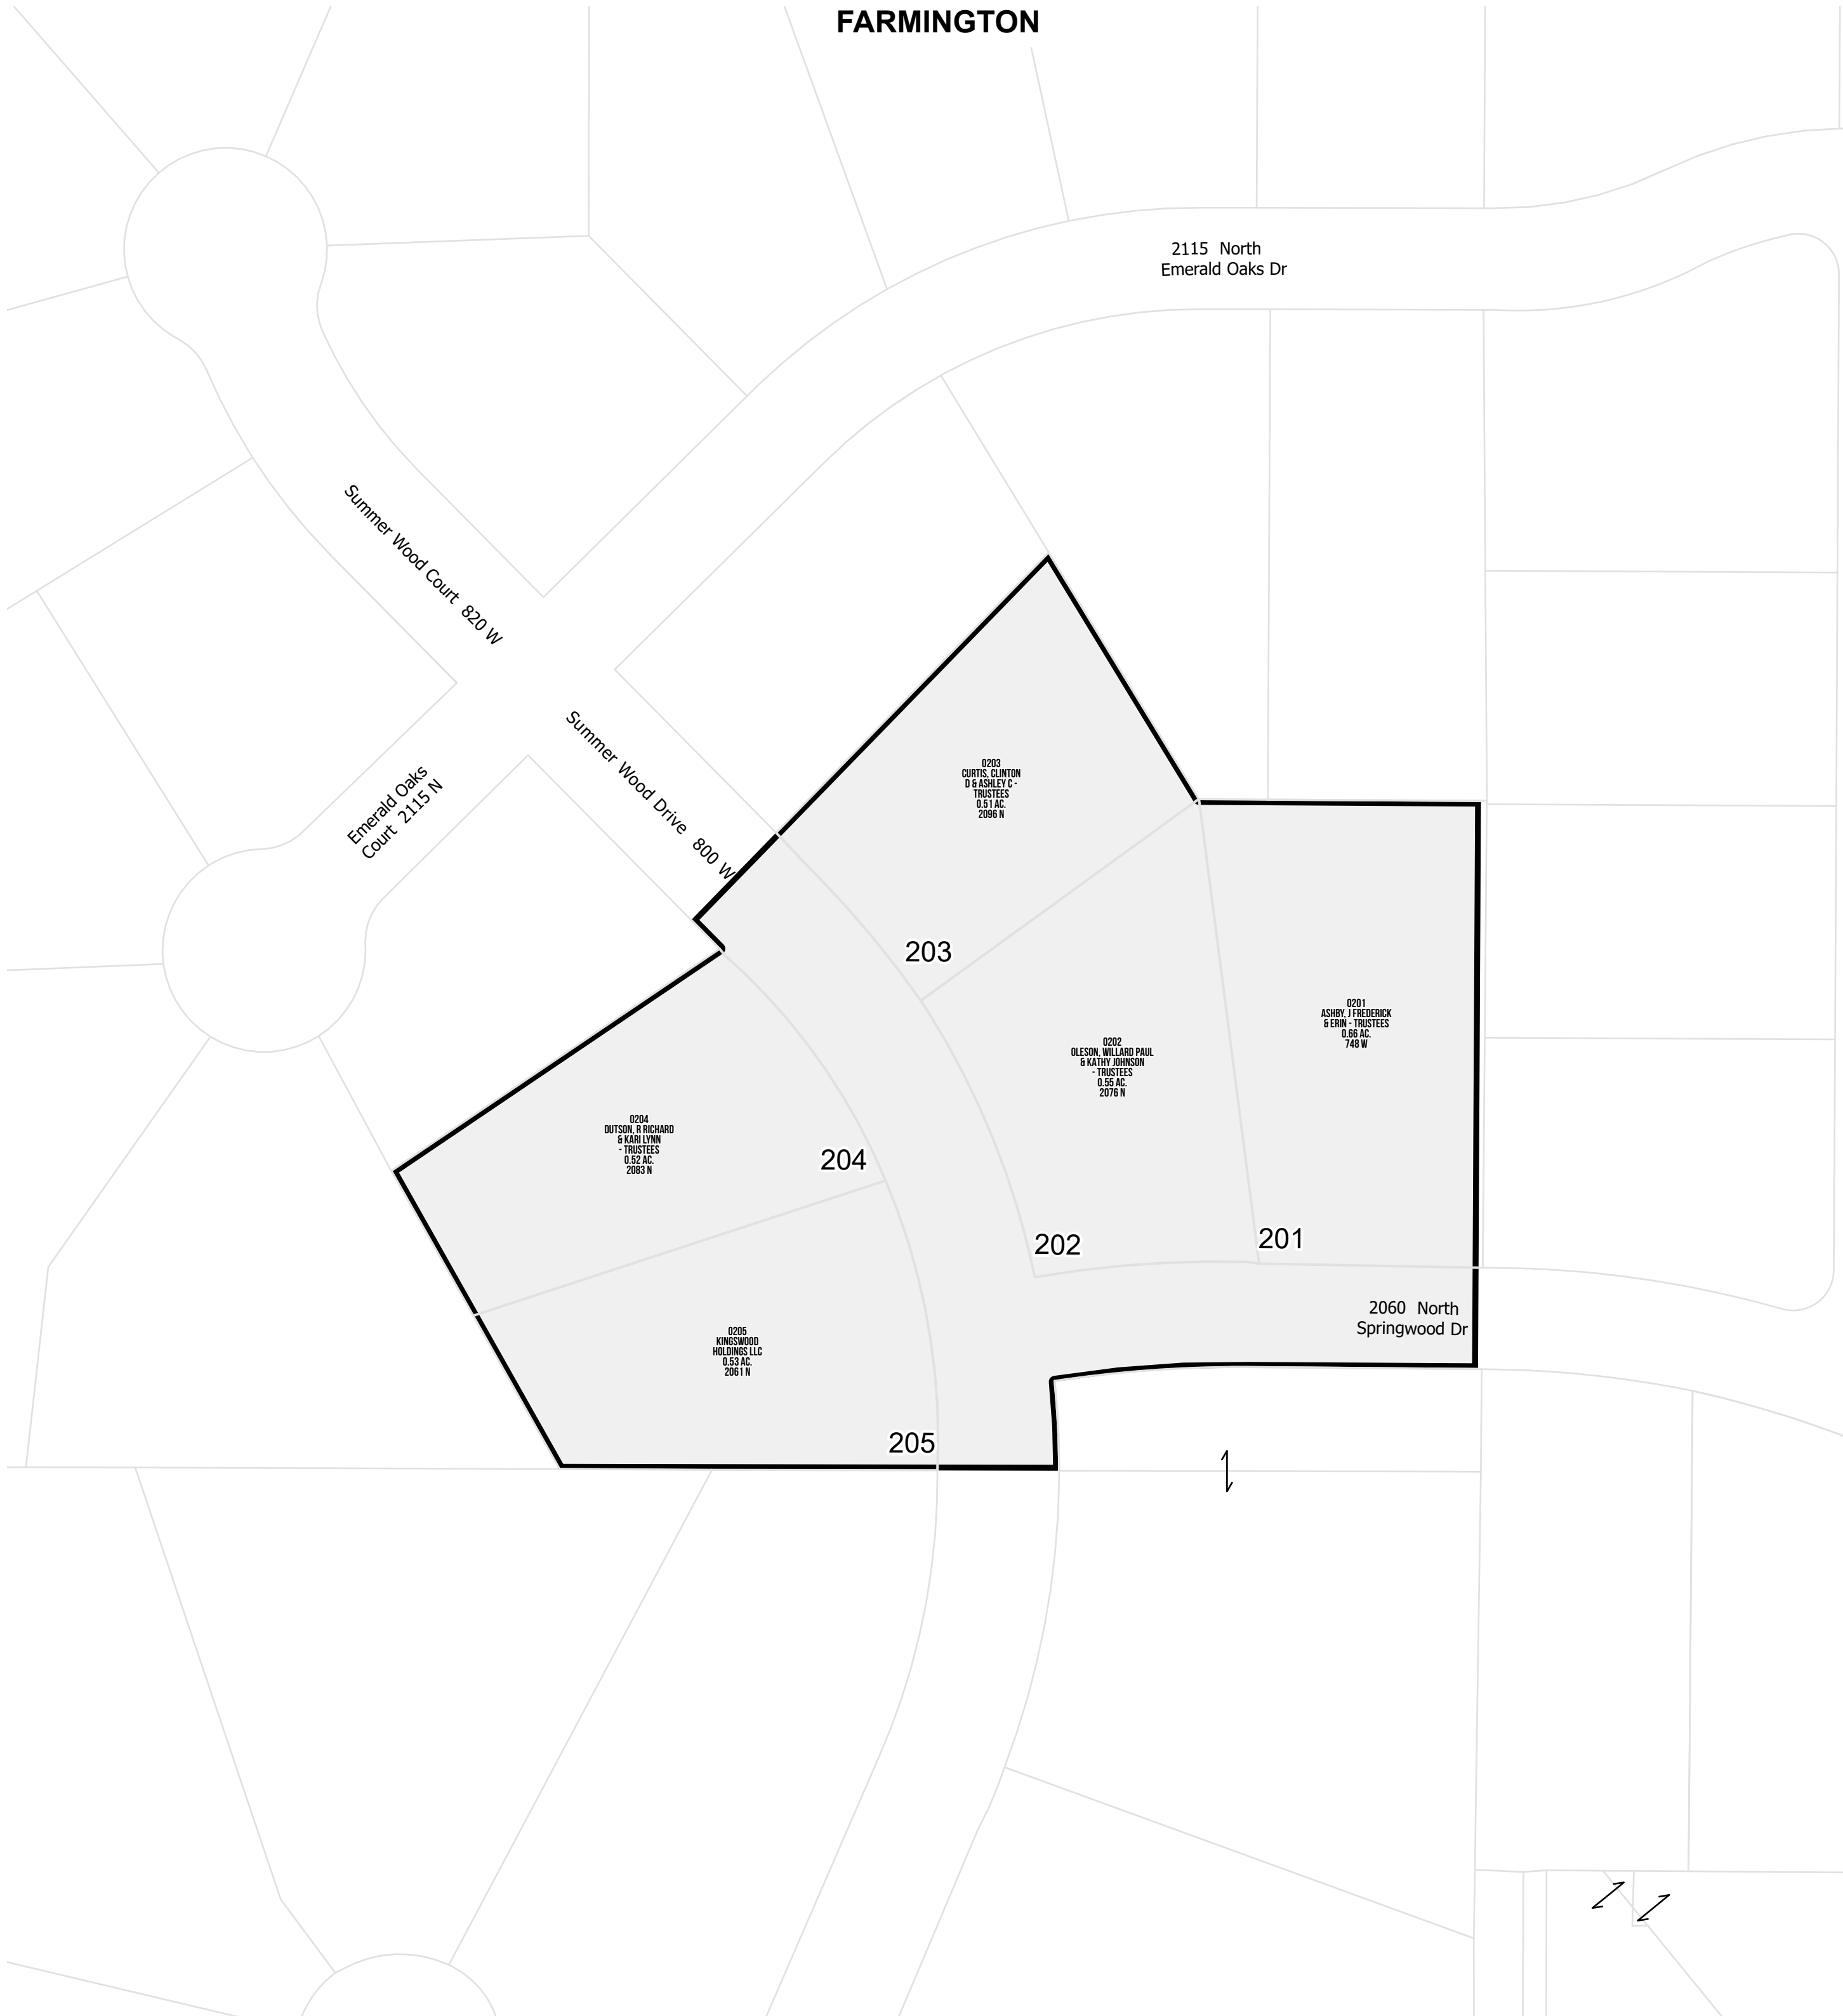 FARMINGTON
2115 North
Emerald Oaks Dr
Summer Wood Court 820 W
Summer Wood Drive 800 W
Emerald Oaks
Court 2115 N
0203
CURTIS, CLINTON
D & ASHLEY C -
TRUSTEES
0.51 AC.
2096 N
203
0201
ASHBY, J FREDERICK
& ERIN - TRUSTEES
0.66 AC.
748 W
0202
OLESON, WILLARD PAUL
& KATHY JOHNSON
- TRUSTEES
0.55 AC.
2076 N
0204
DUTSON, R RICHARD
& KARI LYNN
- TRUSTEES
0.52 AC.
2083 N
204
202
201
2060 North
Springwood Dr
0205
KINGSWOOD
HOLDINGS LLC
0.53 AC.
2061 N
205